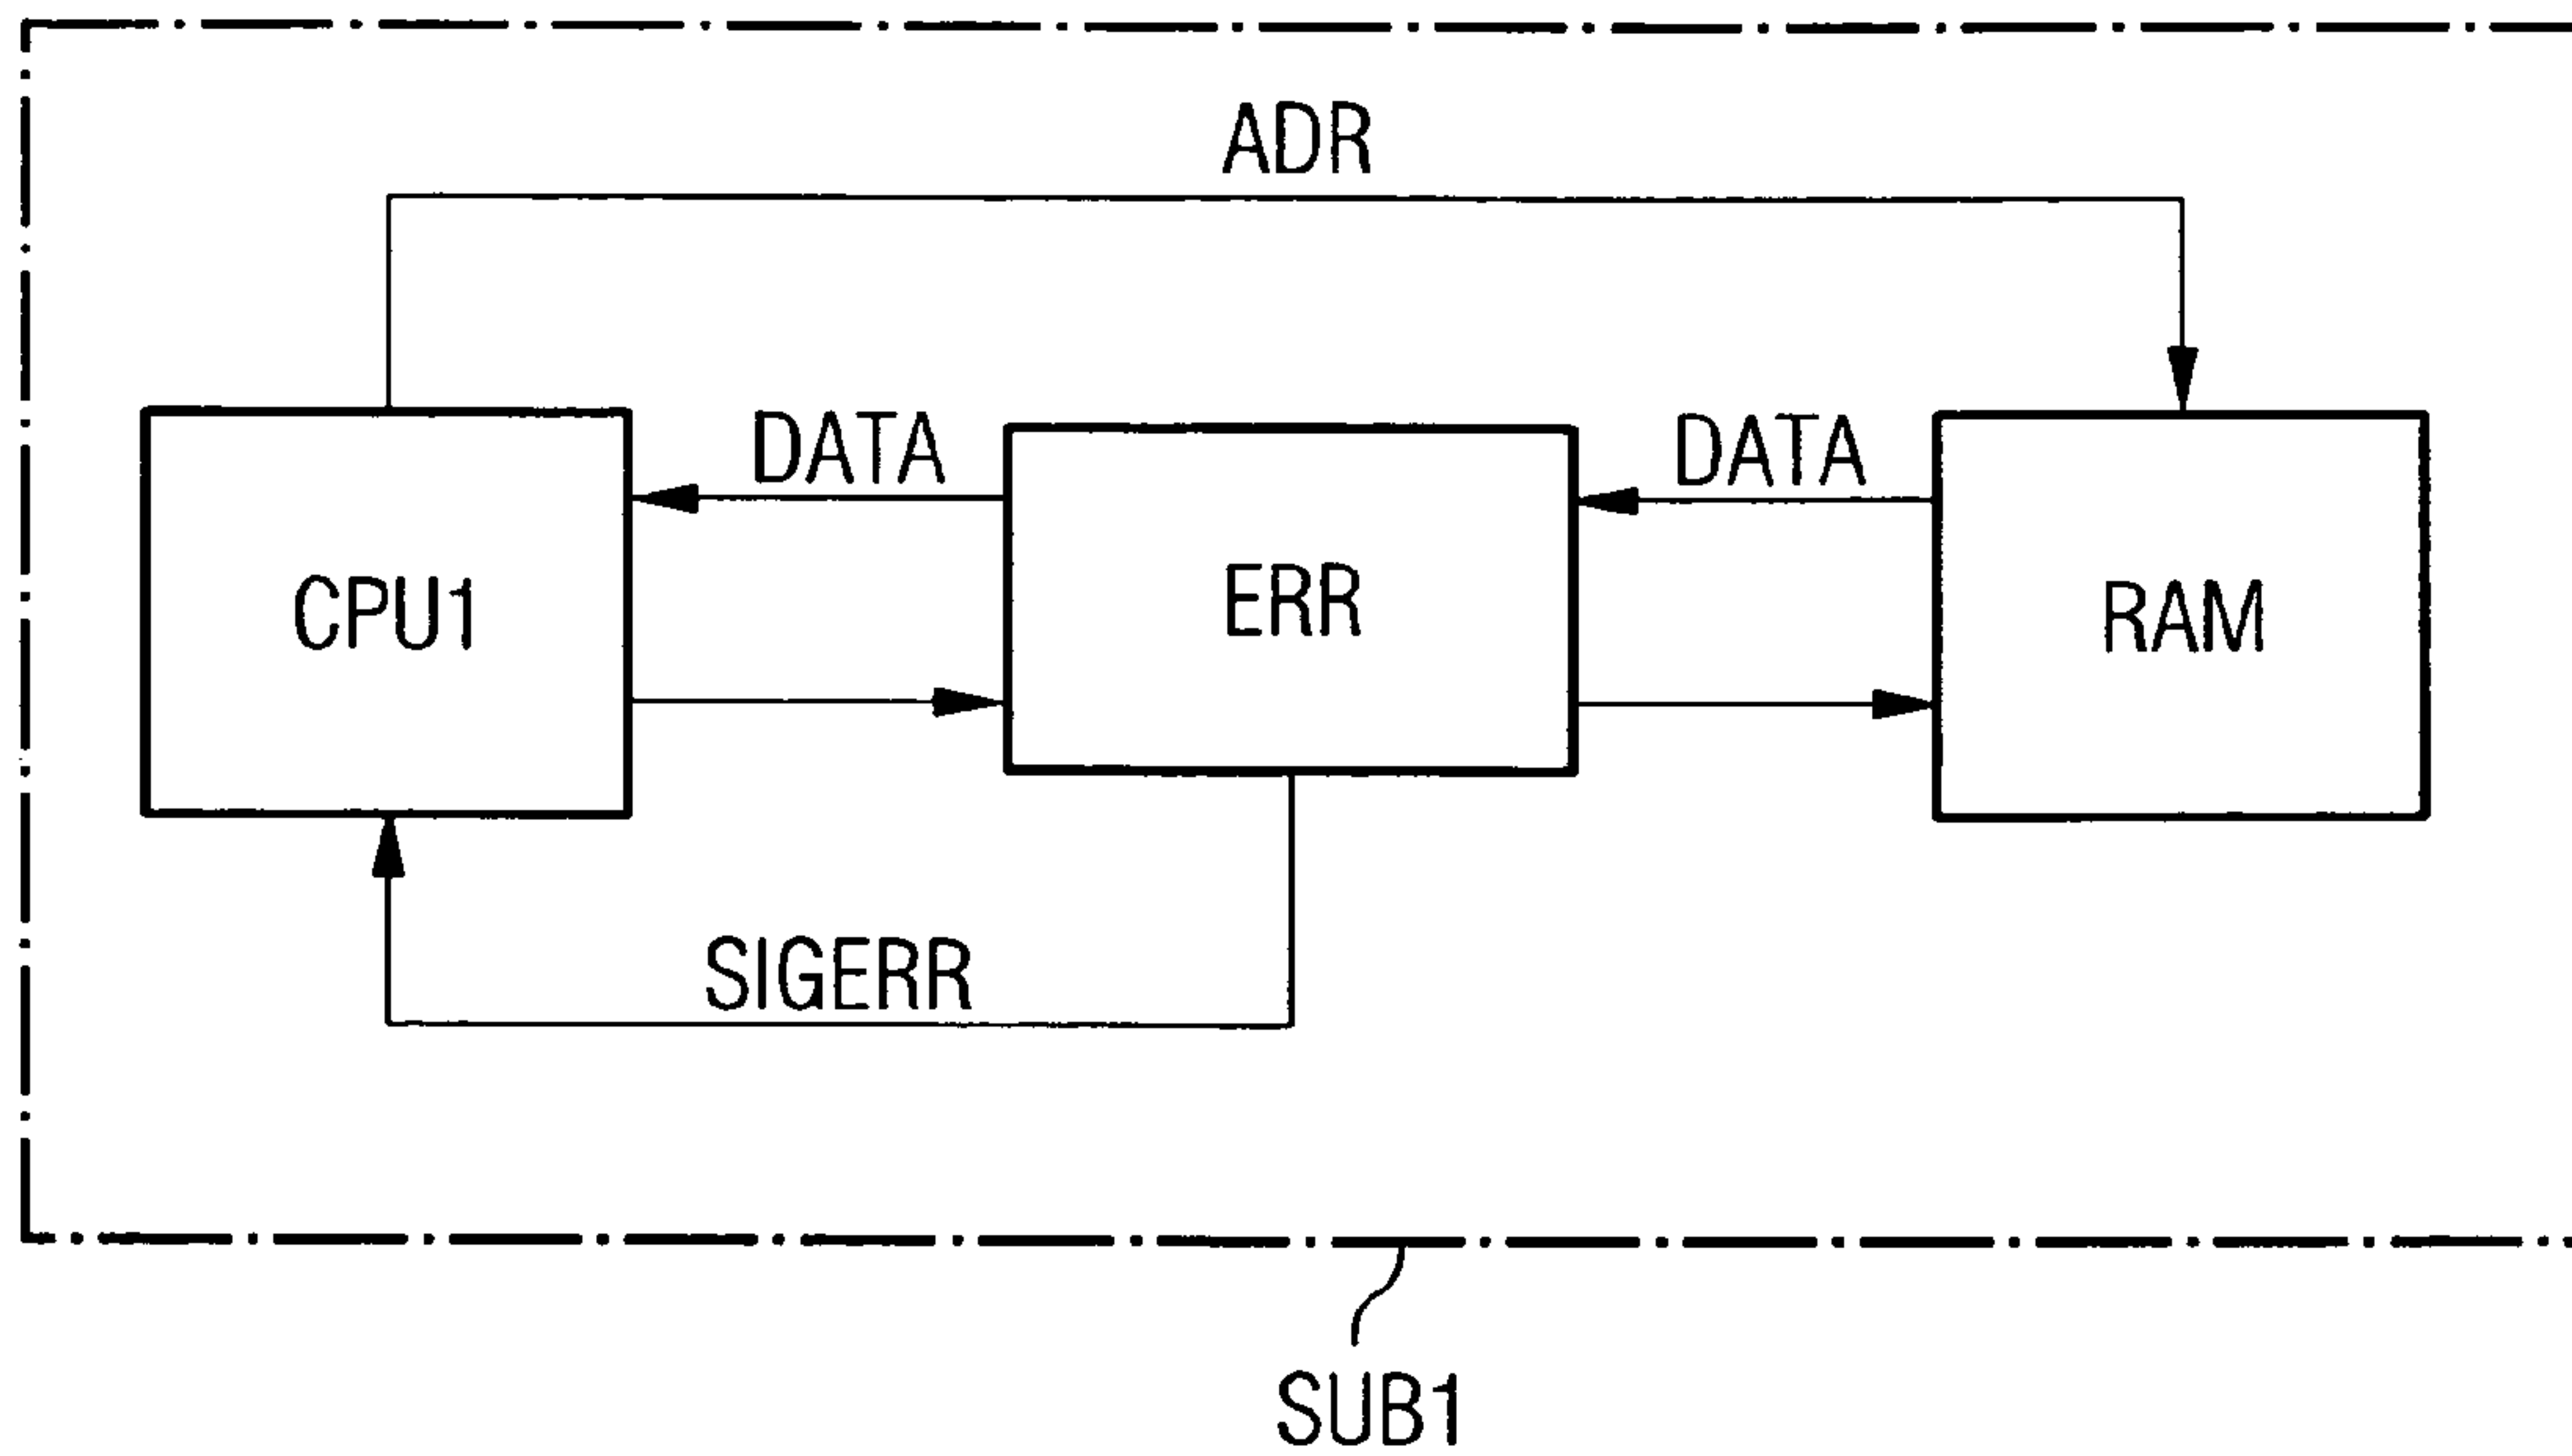 ADR
DATA
DATA
CPU1
ERR
RAM
SIGERR
SUB1